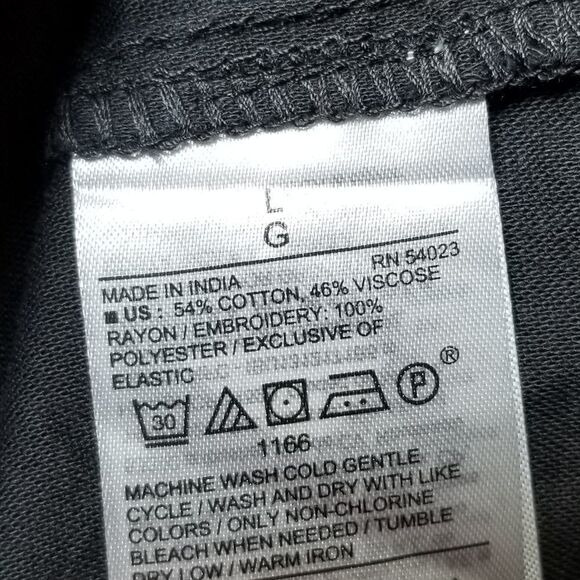 L
G
RN 54023
MADE IN INDIA
■ US : 54% COTTON, 46% VISCOSE
RAYON / EMBROIDERY: 100%
POLYESTER / EXCLUSIVE OF
ELASTIC
30 P ®
1166
MACHINE WASH COLD GENTLE
CYCLE / WASH AND DRY WITH LIKE
COLORS / ONLY NON-CHLORINE
BLEACH WHEN NEEDED / TUMBLE
DRY LOW / WARM IRON